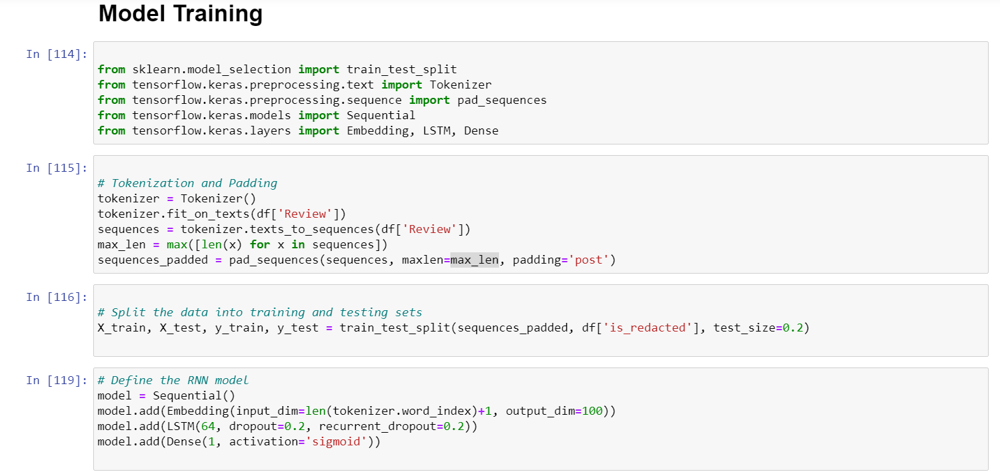 Model Training
In [114]:
from sklearn.model_selection import train_test_split
from tensorflow.keras.preprocessing.text import Tokenizer
from tensorflow.keras.preprocessing.sequence import pad_sequences
from tensorflow.keras.models import Sequential
from tensorflow.keras.layers import Embedding, LSTM, Dense
In [115]:
# Tokenization and Padding
tokenizer = Tokenizer()
tokenizer.fit_on_texts(df['Review'])
sequences = tokenizer.texts_to_sequences(df['Review'])
max_len = max([len(x) for x in sequences])
sequences_padded = pad_sequences(sequences, maxlen=max_len, padding='post')
In [116]:
# Split the data into training and testing sets
X_train, X_test, y_train, y_test = train_test_split(sequences_padded, df['is_redacted'], test_size=0.2)
In [119]: # Define the RNN model
model = Sequential()
model.add(Embedding(input_dim=len(tokenizer.word_index)+1, output_dim=100))
model.add(LSTM(64, dropout=0.2, recurrent_dropout=0.2))
model.add(Dense(1, activation='sigmoid'))